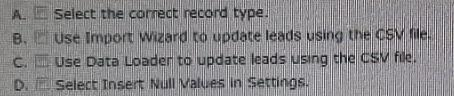 A. Select the correct record type.
B. Use Import Wizard to update leads using the CSV file.
C. Use Data Loader to update leads using the CSV file.
D. Select Insert Null Values in Settings.